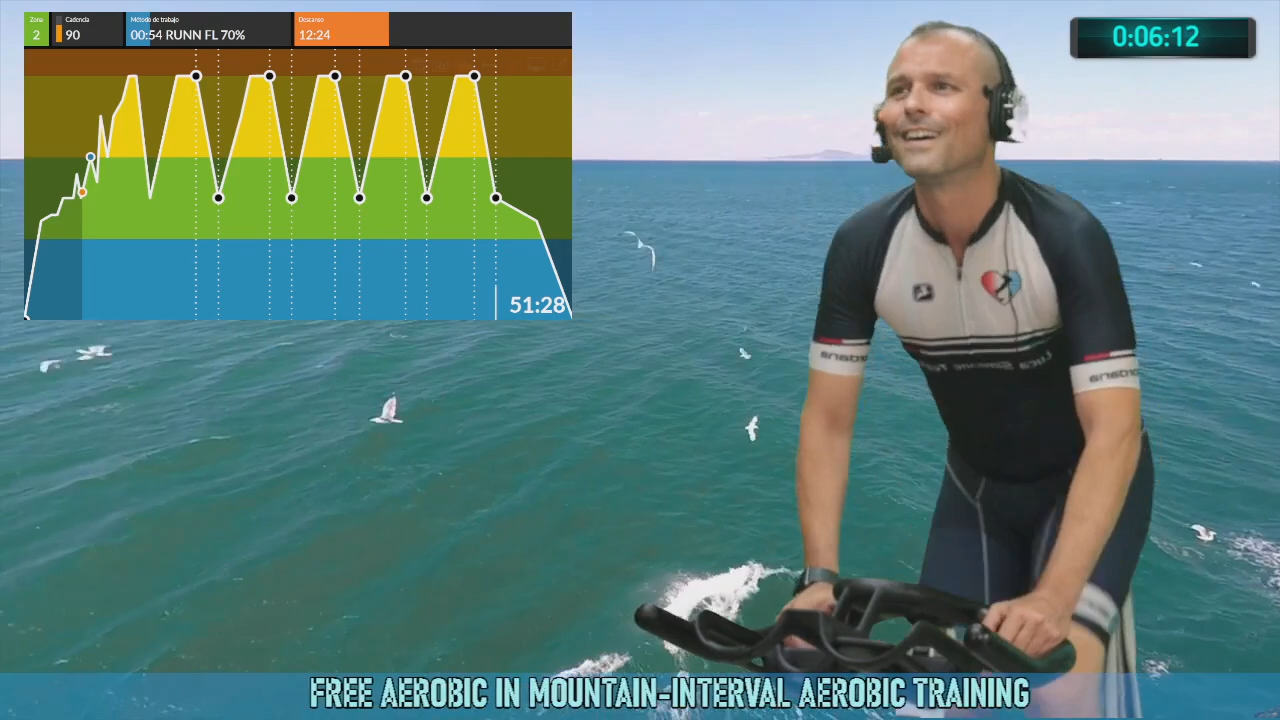 Zona
2
Cadencia
90
Método de trabajo
00:54 RUNN FL 70%
Descanso
12:24
0:06:12
51:28
FREE AEROBIC IN MOUNTAIN-INTERVAL AEROBIC TRAINING